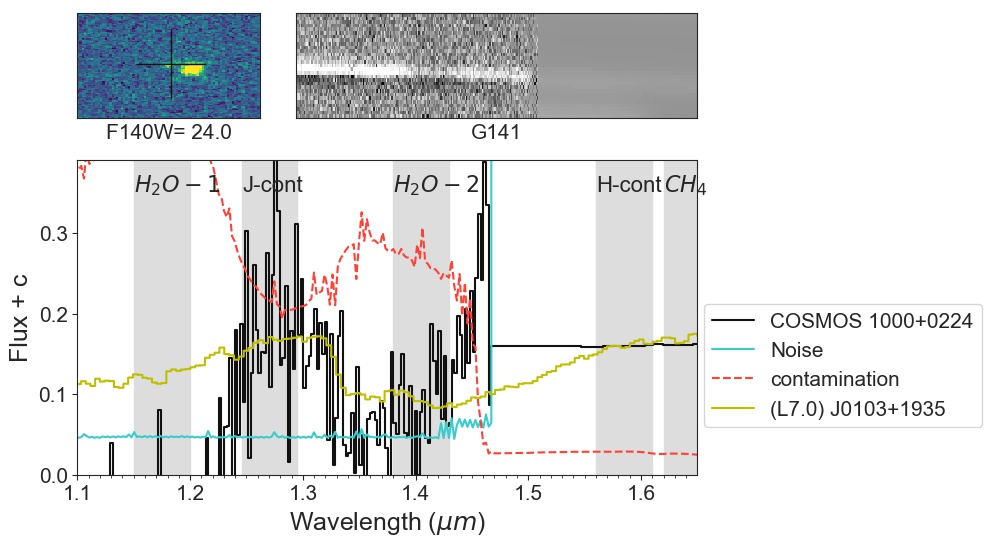 F140W= 24.0 G141
H₂O − 1 J-cont H₂O − 2 H-cont CH₄
Flux + c
0.3
0.2
0.1
0.0
1.1 1.2 1.3 1.4 1.5 1.6
Wavelength (μm)
COSMOS 1000+0224
Noise
contamination
(L7.0) J0103+1935